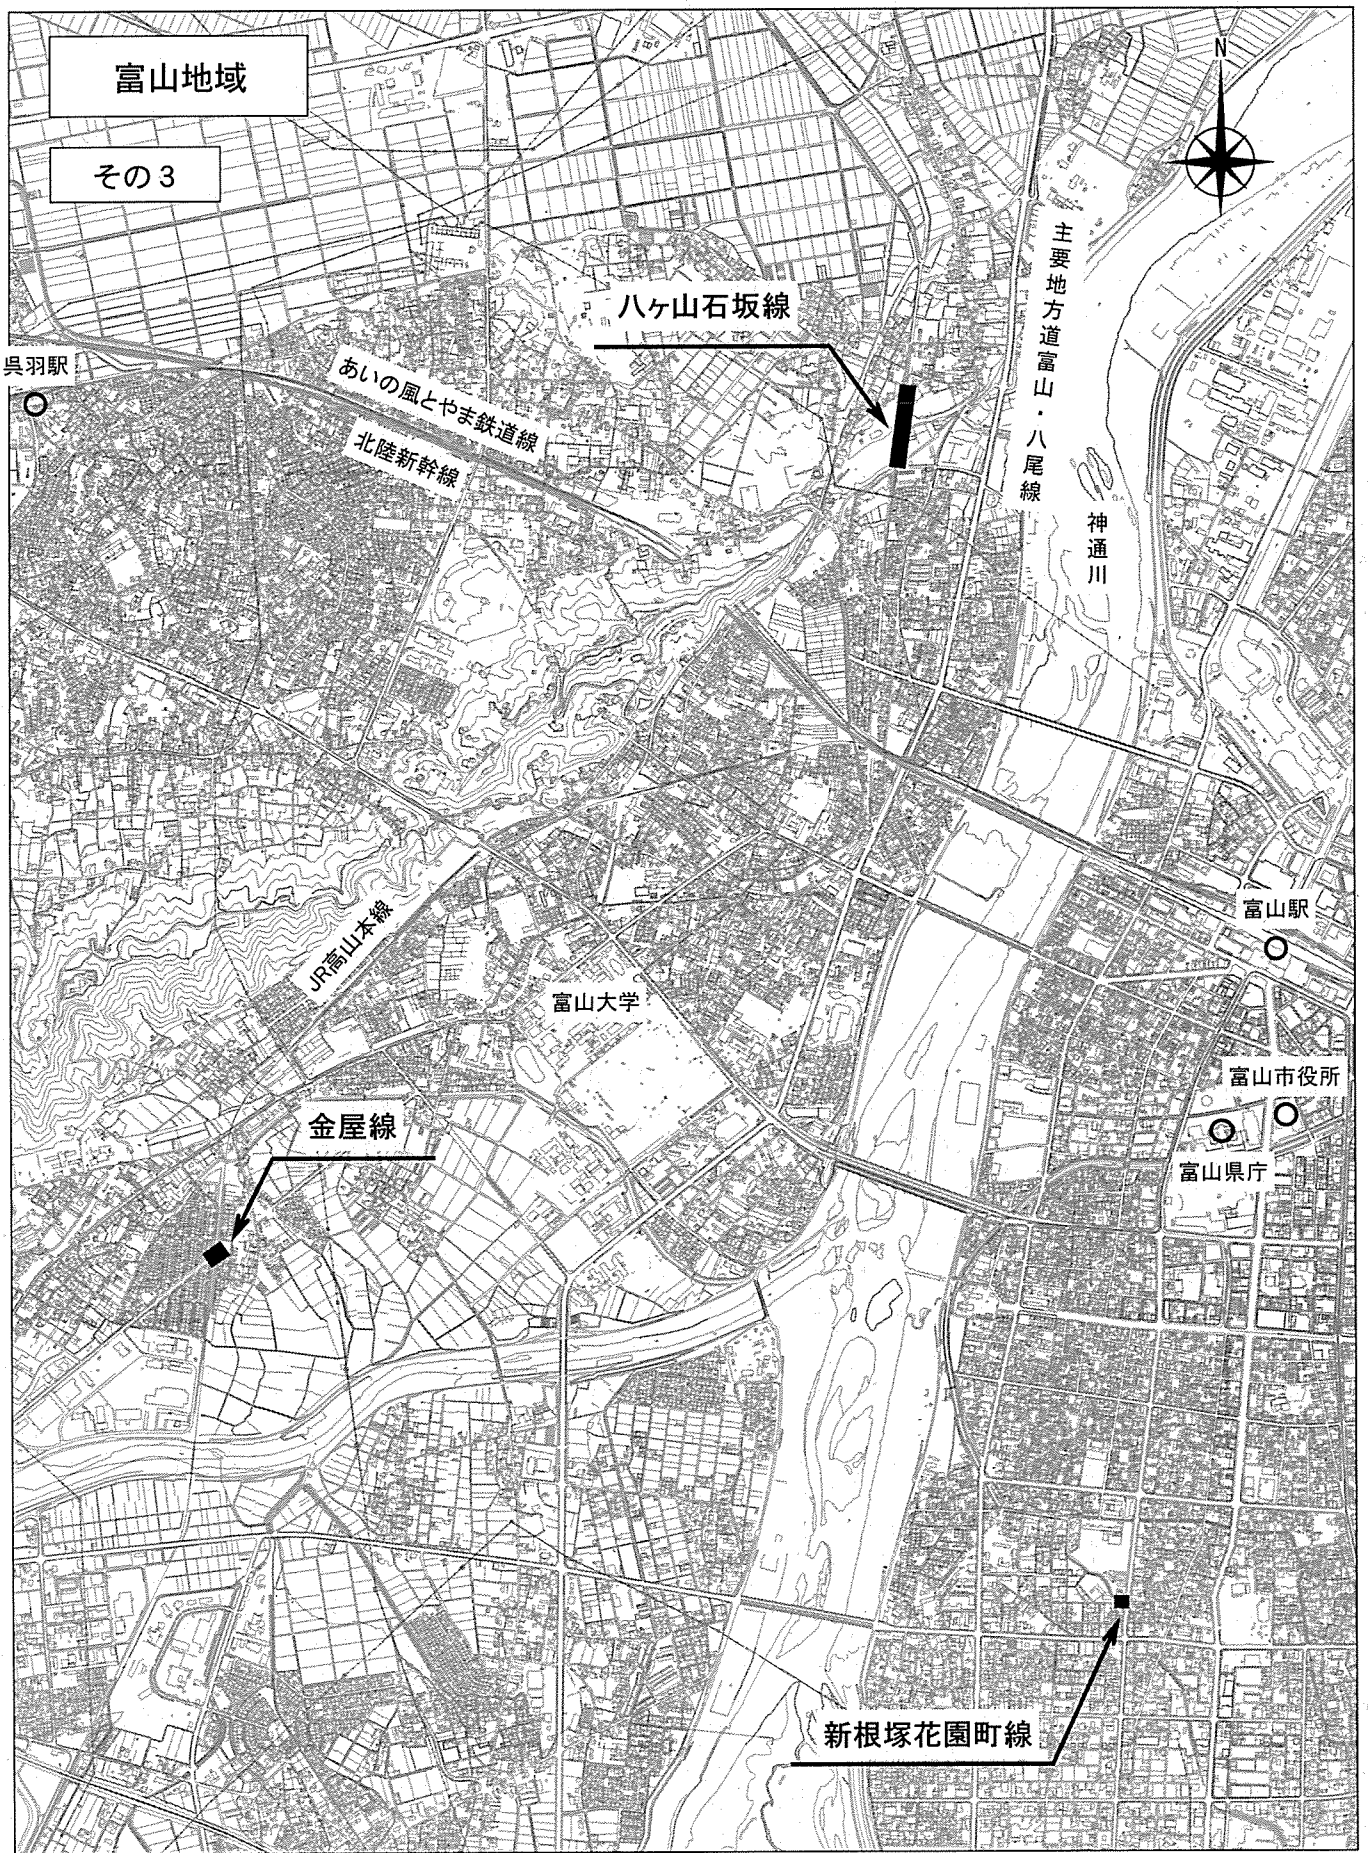 富山地域
N
その3
主要地方道富山・八尾線
八ヶ山石坂線
呉羽駅
あいの風とやま鉄道線
北陸新幹線
神通川
富山駅
JR高山本線
富山大学
富山市役所
金屋線
富山県庁
新根塚花園町線